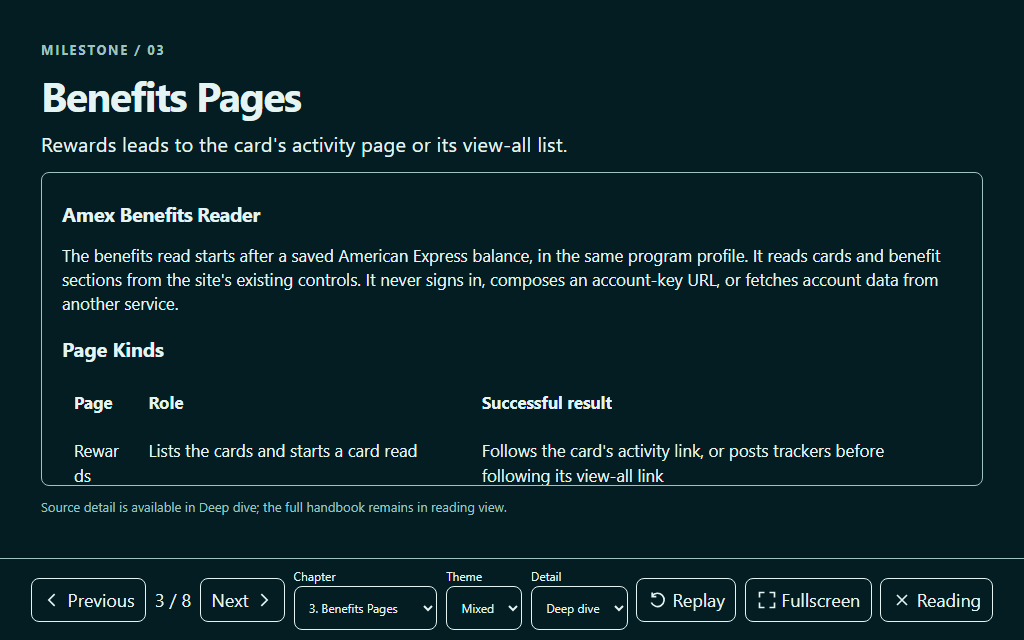 MILESTONE / 03
Benefits Pages
Rewards leads to the card's activity page or its view-all list.
Amex Benefits Reader
The benefits read starts after a saved American Express balance, in the same program profile. It reads cards and benefit
sections from the site's existing controls. It never signs in, composes an account-key URL, or fetches account data from
another service.
Page Kinds
Page Role Successful result
Rewar Lists the cards and starts a card read Follows the card's activity link, or posts trackers before
ds following its view-all link
Source detail is available in Deep dive; the full handbook remains in reading view.
Chapter Theme Detail
Previous 3 / 8 Next 3. Benefits Pages Mixed Deep dive Replay Fullscreen Reading